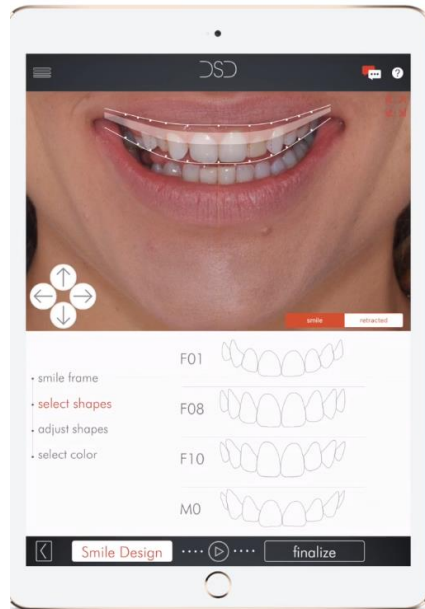 DSD
?
smile retracted
• smile frame
• select shapes
• adjust shapes
• select color
F01
F08
F10
M0
Smile Design
finalize